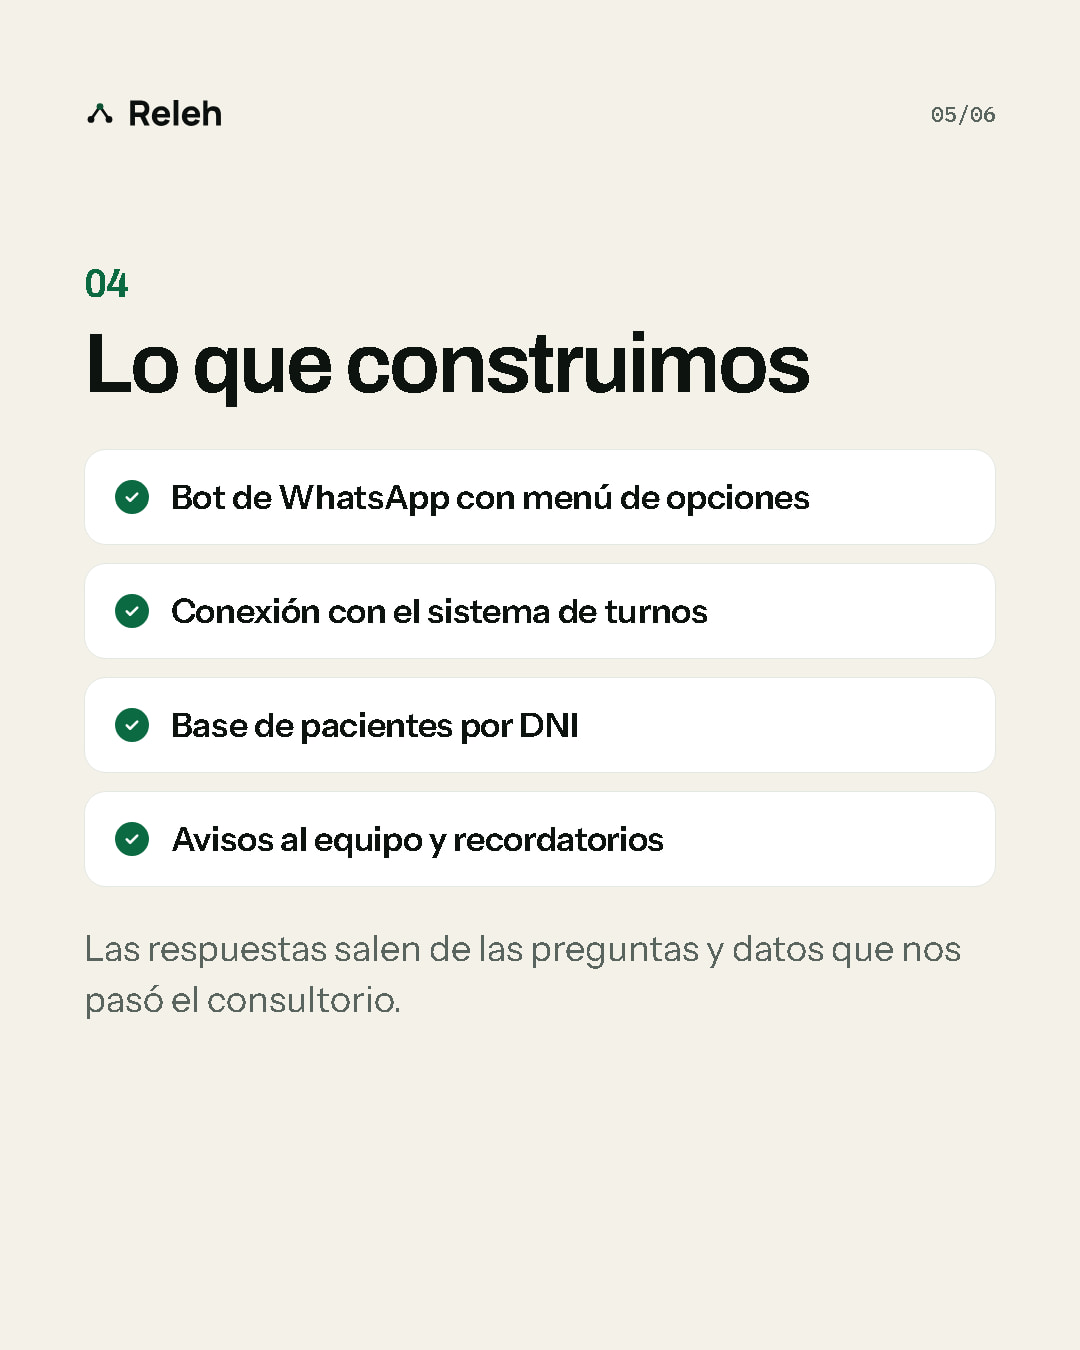 Releh
05/06
04
Lo que construimos
Bot de WhatsApp con menú de opciones
Conexión con el sistema de turnos
Base de pacientes por DNI
Avisos al equipo y recordatorios
Las respuestas salen de las preguntas y datos que nos
pasó el consultorio.